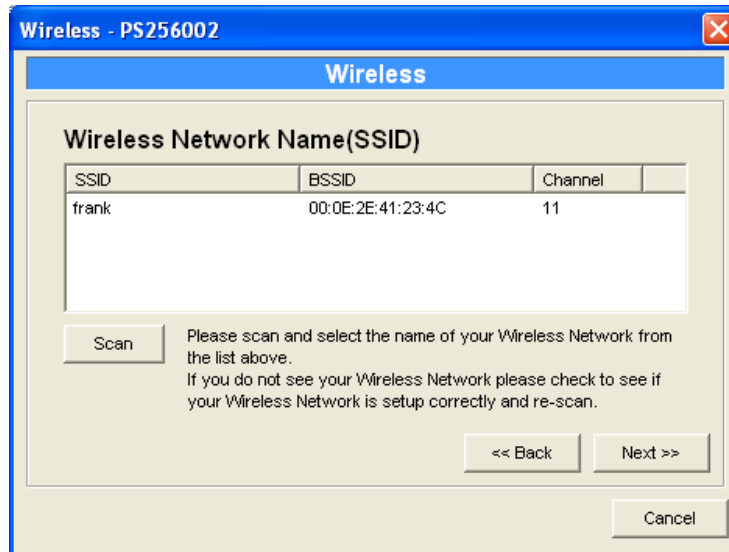 Wireless - PS256002
Wireless
Wireless Network Name(SSID)
SSID BSSID Channel
frank 00:0E:2E:41:23:4C 11
Scan
Please scan and select the name of your Wireless Network from
the list above.
If you do not see your Wireless Network please check to see if
your Wireless Network is setup correctly and re-scan.
<< Back Next >>
Cancel